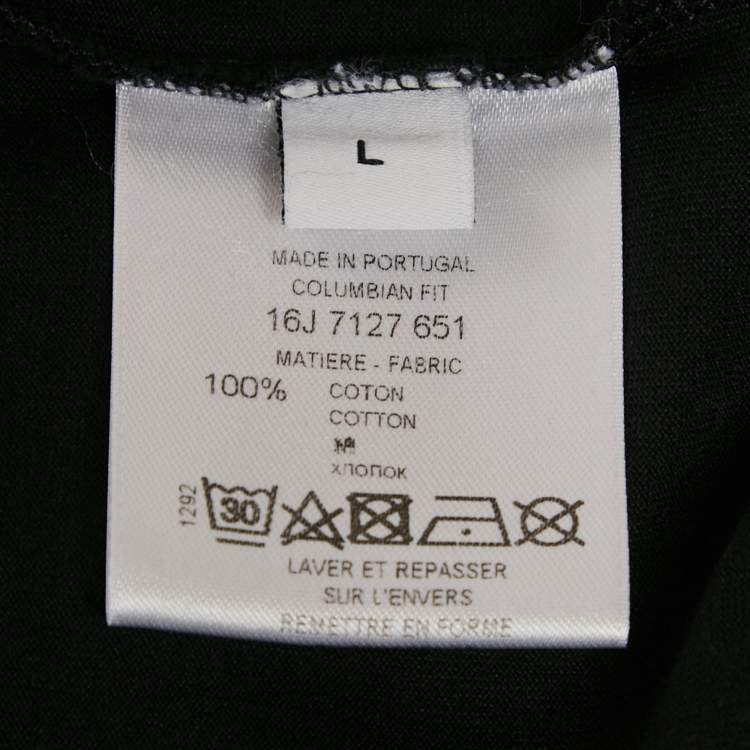 L
MADE IN PORTUGAL
COLUMBIAN FIT
16J 7127 651
MATIERE - FABRIC
100% COTON
COTTON
ХЛОПОК
1292
30
LAVER ET REPASSER
SUR L'ENVERS
REMETTRE EN FORME